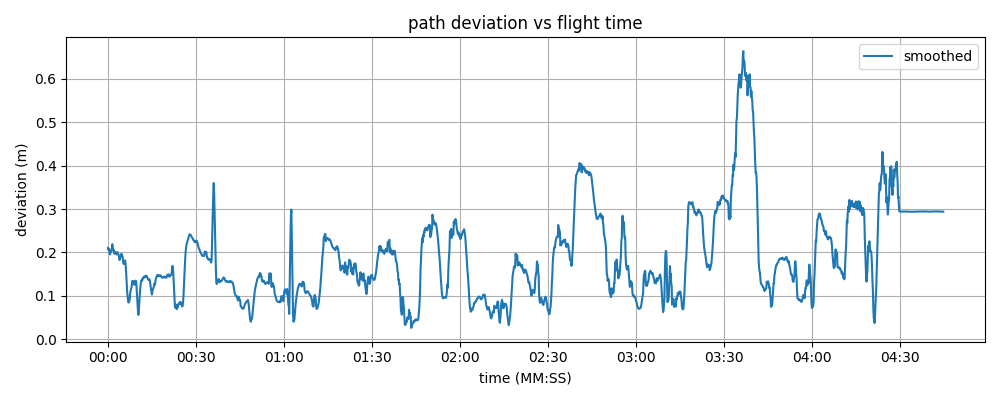 path deviation vs flight time
smoothed
deviation (m)
0.6
0.5
0.4
0.3
0.2
0.1
0.0
00:00 00:30 01:00 01:30 02:00 02:30 03:00 03:30 04:00 04:30
time (MM:SS)